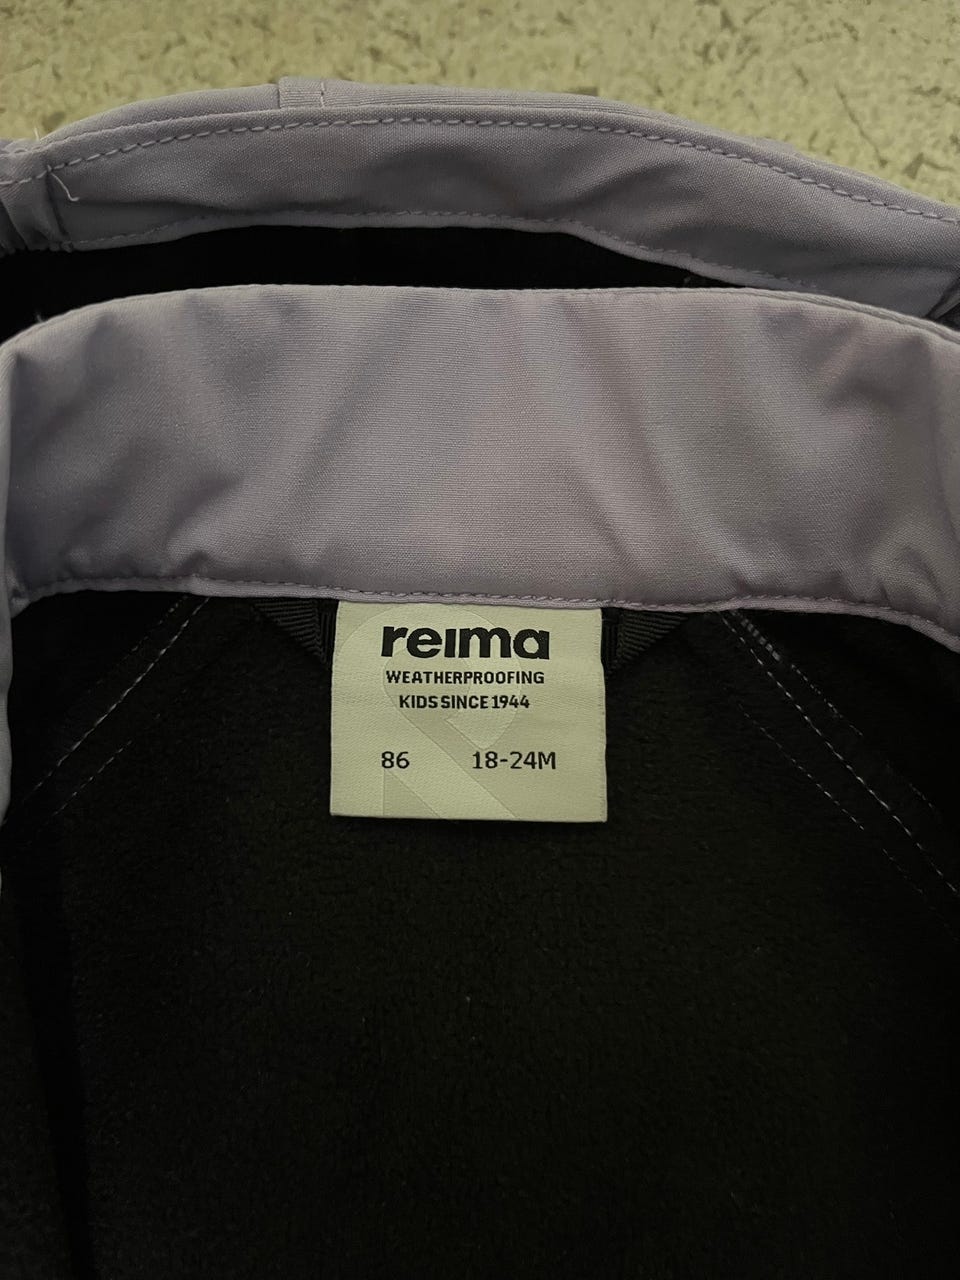 reima
WEATHERPROOFING
KIDS SINCE 1944
86 18-24M